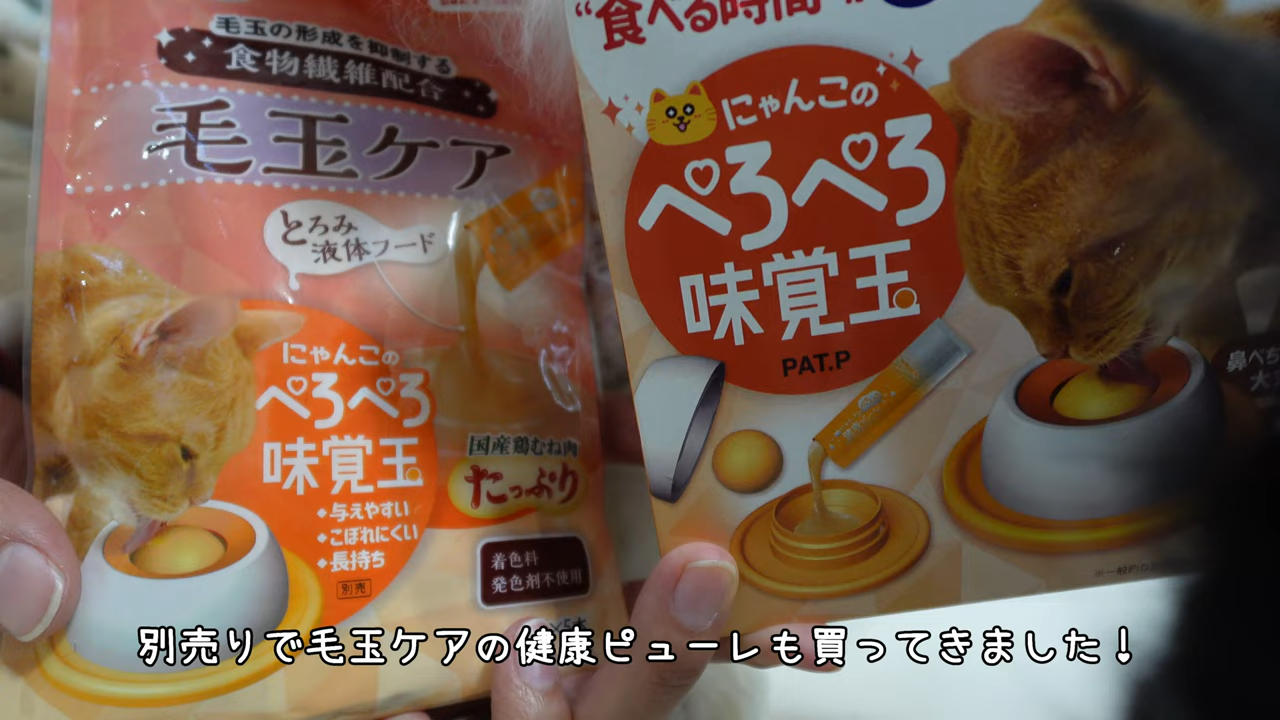 毛玉の形成を抑制する
食物繊維配合
毛玉ケア
とろみ
液体フード
にゃんこの
ぺろぺろ
味覚玉
◆与えやすい
◆こぼれにくい
◆長持ち
別売
国産鶏むね肉
たっぷり
着色料
発色剤不使用
"食べる時間"
にゃんこの
ぺろぺろ
味覚玉
PAT.P
鼻ぺち
別売りで毛玉ケアの健康ピューレも買ってきました!